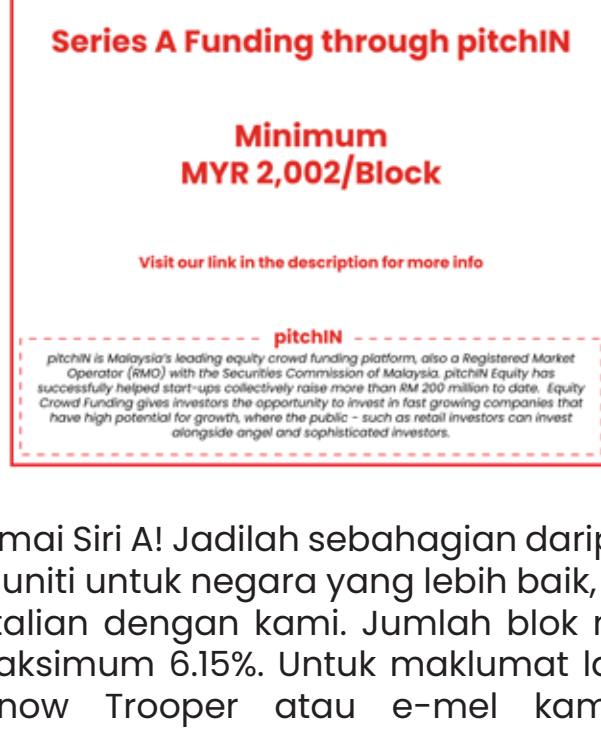 Series A Funding through pitchIN
Minimum
MYR 2,002/Block
Visit our link in the description for more info
pitchIN
pitchIN is Malaysia's leading equity crowd funding platform, also a Registered Market
Operator (RMO) with the Securities Commission of Malaysia. pitchIN Equity has
successfully helped start-ups collectively raise more than RM 200 million to date. Equity
Crowd Funding gives investors the opportunity to invest in fast growing companies that
have high potential for growth, where the public - such as retail investors can invest
alongside angel and sophisticated investors.
mai Siri A! Jadilah sebahagian darip
uniti untuk negara yang lebih baik,
talian dengan kami. Jumlah blok
aksimum 6.15%. Untuk maklumat la
now Trooper atau e-mel kam